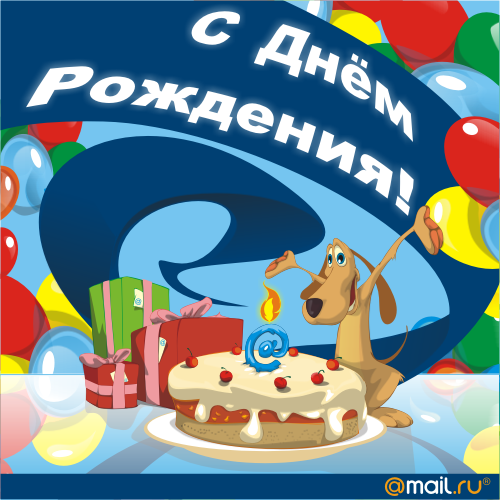 С Днём
Рождения!
@
@
@mail.ru®